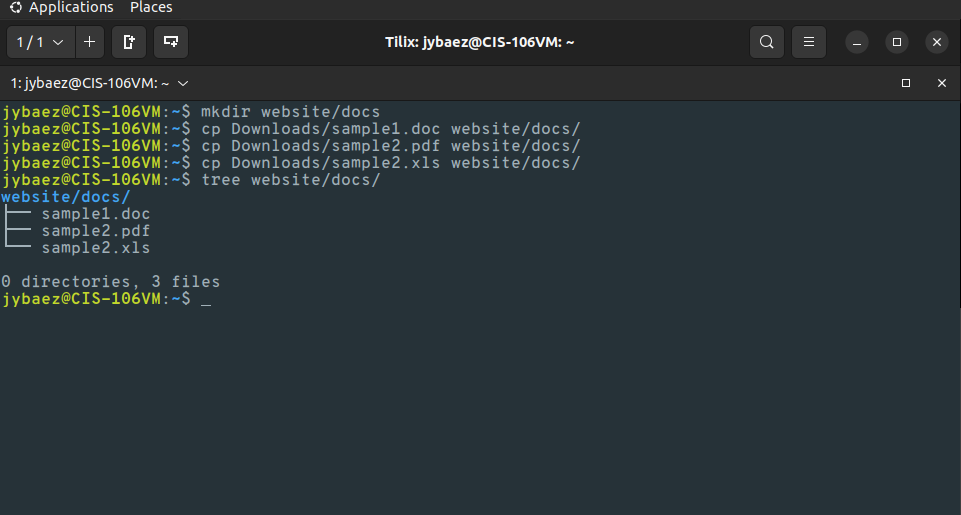 Applications Places
1 / 1
Tilix: jybaez@CIS-106VM: ~
1: jybaez@CIS-106VM: ~
jybaez@CIS-106VM:~$ mkdir website/docs
jybaez@CIS-106VM:~$ cp Downloads/sample1.doc website/docs/
jybaez@CIS-106VM:~$ cp Downloads/sample2.pdf website/docs/
jybaez@CIS-106VM:~$ cp Downloads/sample2.xls website/docs/
jybaez@CIS-106VM:~$ tree website/docs/
website/docs/
├── sample1.doc
├── sample2.pdf
└── sample2.xls
0 directories, 3 files
jybaez@CIS-106VM:~$ _